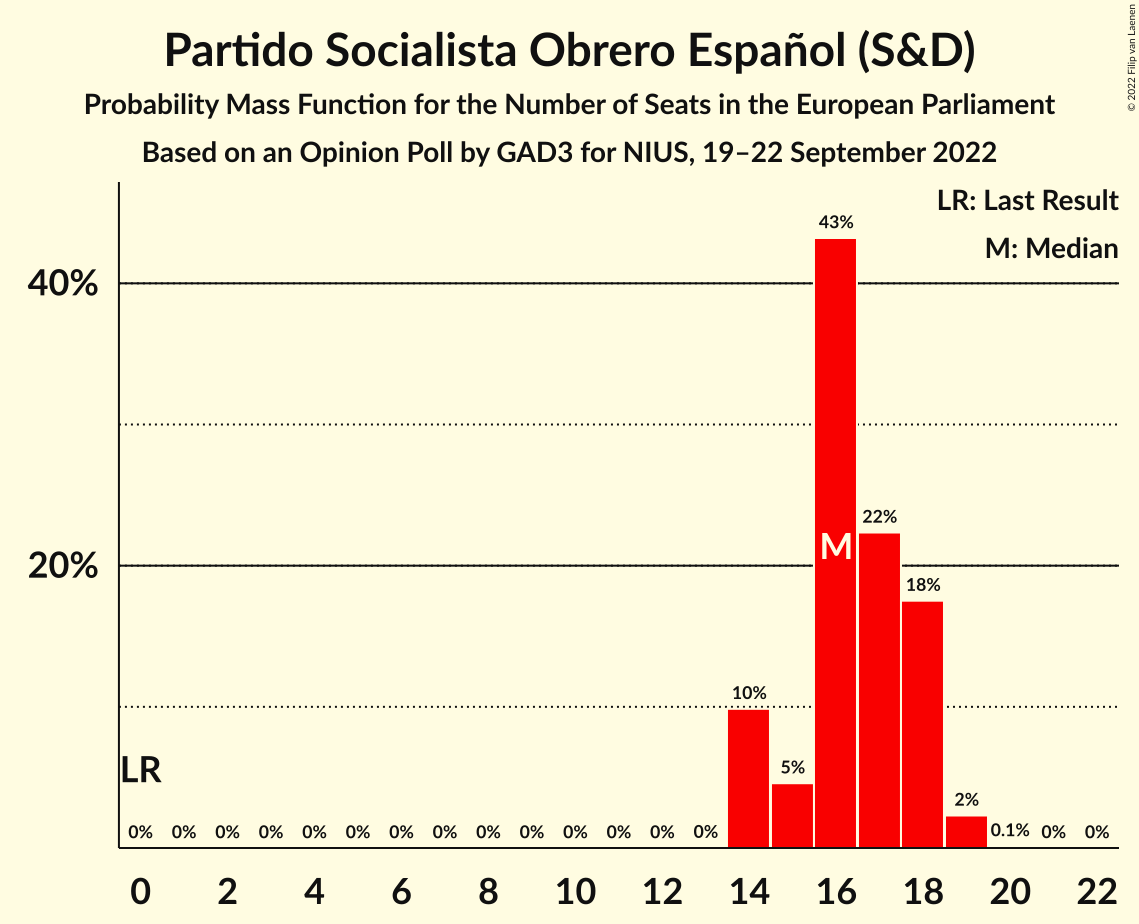 Partido Socialista Obrero Español (S&D)
Probability Mass Function for the Number of Seats in the European Parliament
Based on an Opinion Poll by GAD3 for NIUS, 19–22 September 2022
© 2022 Filip van Laenen
LR: Last Result
M: Median
43%
40%
22%
M
20%
18%
10%
5%
2%
LR
0% 0% 0% 0% 0% 0% 0% 0% 0% 0% 0% 0% 0% 0% 0.1% 0% 0%
0 2 4 6 8 10 12 14 16 18 20 22